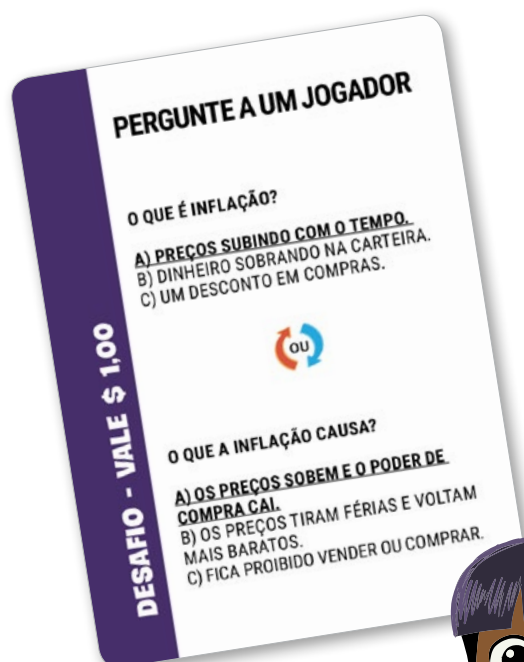 PERGUNTE A UM JOGADOR
O QUE É INFLAÇÃO?
A) PREÇOS SUBINDO COM O TEMPO.
B) DINHEIRO SOBRANDO NA CARTEIRA.
C) UM DESCONTO EM COMPRAS.
OU
O QUE A INFLAÇÃO CAUSA?
A) OS PREÇOS SOBEM E O PODER DE
COMPRA CAI.
B) OS PREÇOS TIRAM FÉRIAS E VOLTAM
MAIS BARATOS.
C) FICA PROIBIDO VENDER OU COMPRAR.
DESAFIO - VALE $ 1,00